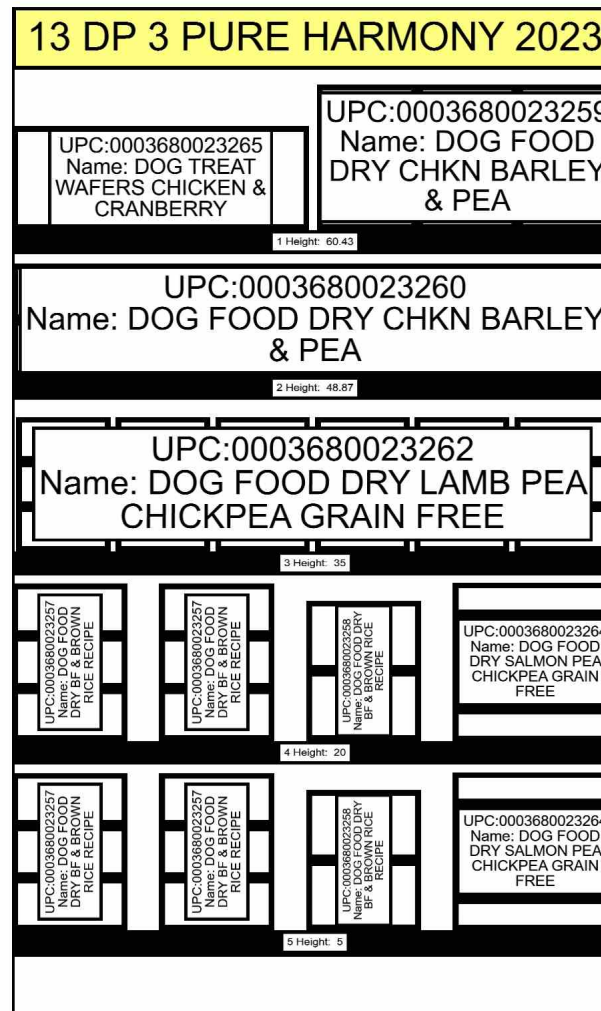 13 DP 3 PURE HARMONY 2023
UPC:0003680023265
Name: DOG TREAT
WAFERS CHICKEN &
CRANBERRY
UPC:0003680023259
Name: DOG FOOD
DRY CHKN BARLEY
& PEA
1 Height: 60.43
UPC:0003680023260
Name: DOG FOOD DRY CHKN BARLEY
& PEA
2 Height: 48.87
UPC:0003680023262
Name: DOG FOOD DRY LAMB PEA
CHICKPEA GRAIN FREE
3 Height: 35
UPC:0003680023257
Name: DOG FOOD
DRY BF & BROWN
RICE RECIPE
UPC:0003680023257
Name: DOG FOOD
DRY BF & BROWN
RICE RECIPE
UPC:0003680023258
Name: DOG FOOD DRY
BF & BROWN RICE
RECIPE
UPC:0003680023264
Name: DOG FOOD
DRY SALMON PEA
CHICKPEA GRAIN
FREE
4 Height: 20
UPC:0003680023257
Name: DOG FOOD
DRY BF & BROWN
RICE RECIPE
UPC:0003680023257
Name: DOG FOOD
DRY BF & BROWN
RICE RECIPE
UPC:0003680023258
Name: DOG FOOD DRY
BF & BROWN RICE
RECIPE
UPC:0003680023264
Name: DOG FOOD
DRY SALMON PEA
CHICKPEA GRAIN
FREE
5 Height: 5